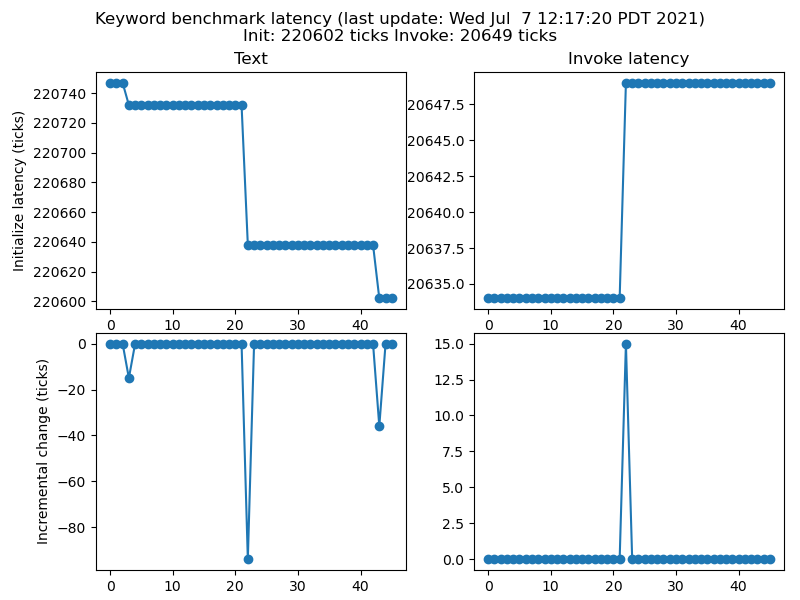 Keyword benchmark latency (last update: Wed Jul  7 12:17:20 PDT 2021)
Init: 220602 ticks Invoke: 20649 ticks
Text
Initialize latency (ticks)
220740
220720
220700
220680
220660
220640
220620
220600
0 10 20 30 40
Invoke latency
20647.5
20645.0
20642.5
20640.0
20637.5
20635.0
0 10 20 30 40
Incremental change (ticks)
0
−20
−40
−60
−80
0 10 20 30 40
15.0
12.5
10.0
7.5
5.0
2.5
0.0
0 10 20 30 40